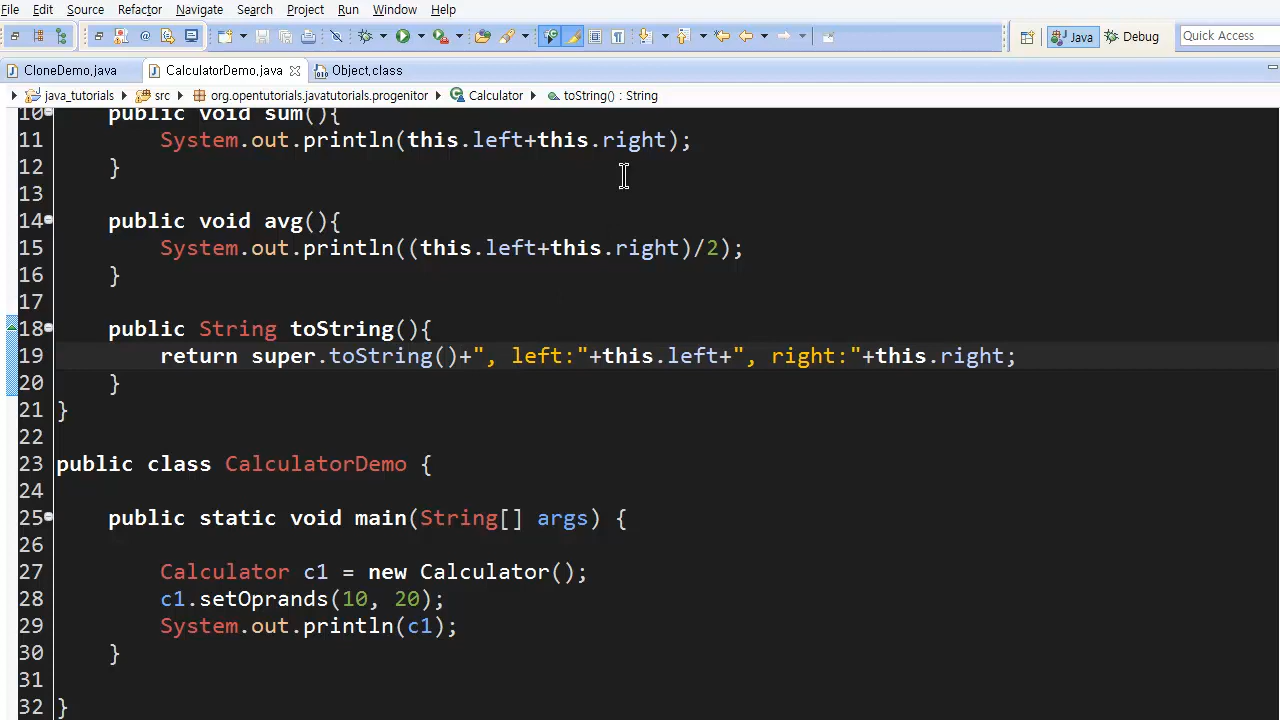 File Edit Source Refactor Navigate Search Project Run Window Help
Java Debug Quick Access
CloneDemo.java CalculatorDemo.java Object.class
java_tutorials src org.opentutorials.javatutorials.progenitor Calculator toString() : String
10 public void sum(){
11 System.out.println(this.left+this.right);
12 }
13
14 public void avg(){
15 System.out.println((this.left+this.right)/2);
16 }
17
18 public String toString(){
19 return super.toString()+", left:"+this.left+", right:"+this.right;
20 }
21 }
22
23 public class CalculatorDemo {
24
25 public static void main(String[] args) {
26
27 Calculator c1 = new Calculator();
28 c1.setOprands(10, 20);
29 System.out.println(c1);
30 }
31
32 }